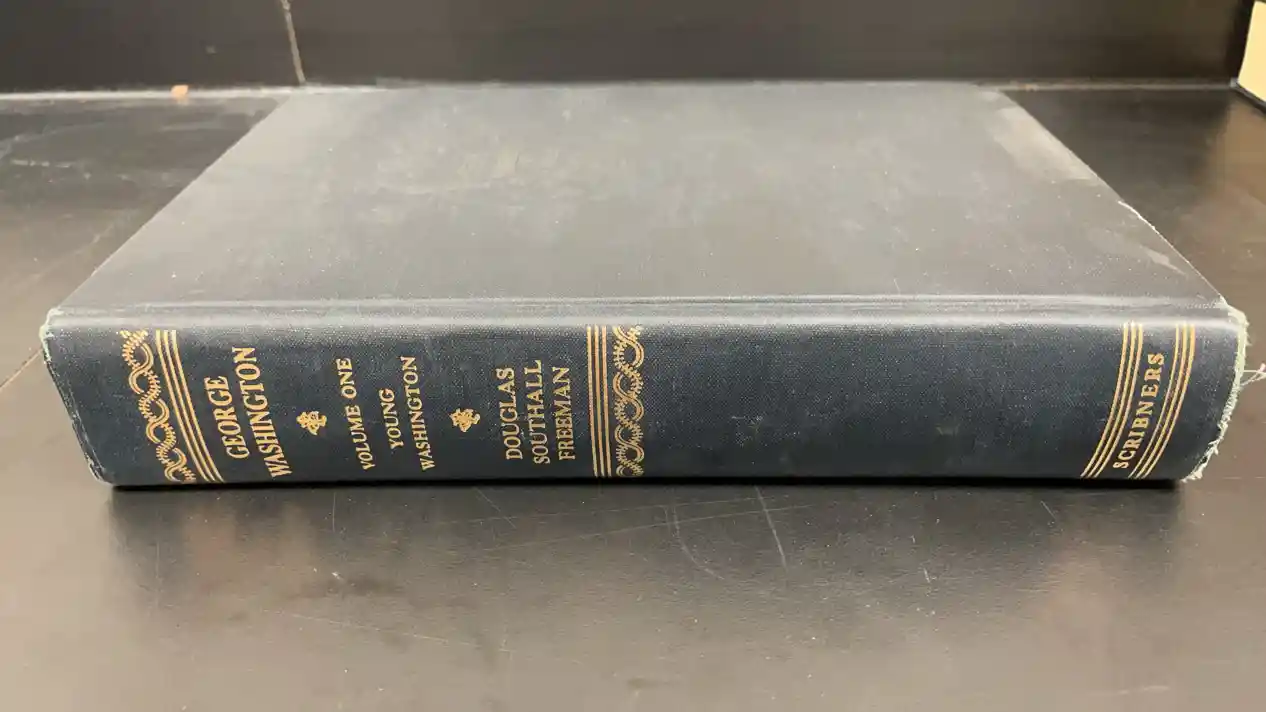 GEORGE
WASHINGTON
VOLUME ONE
YOUNG
WASHINGTON
DOUGLAS
SOUTHALL
FREEMAN
SCRIBNERS